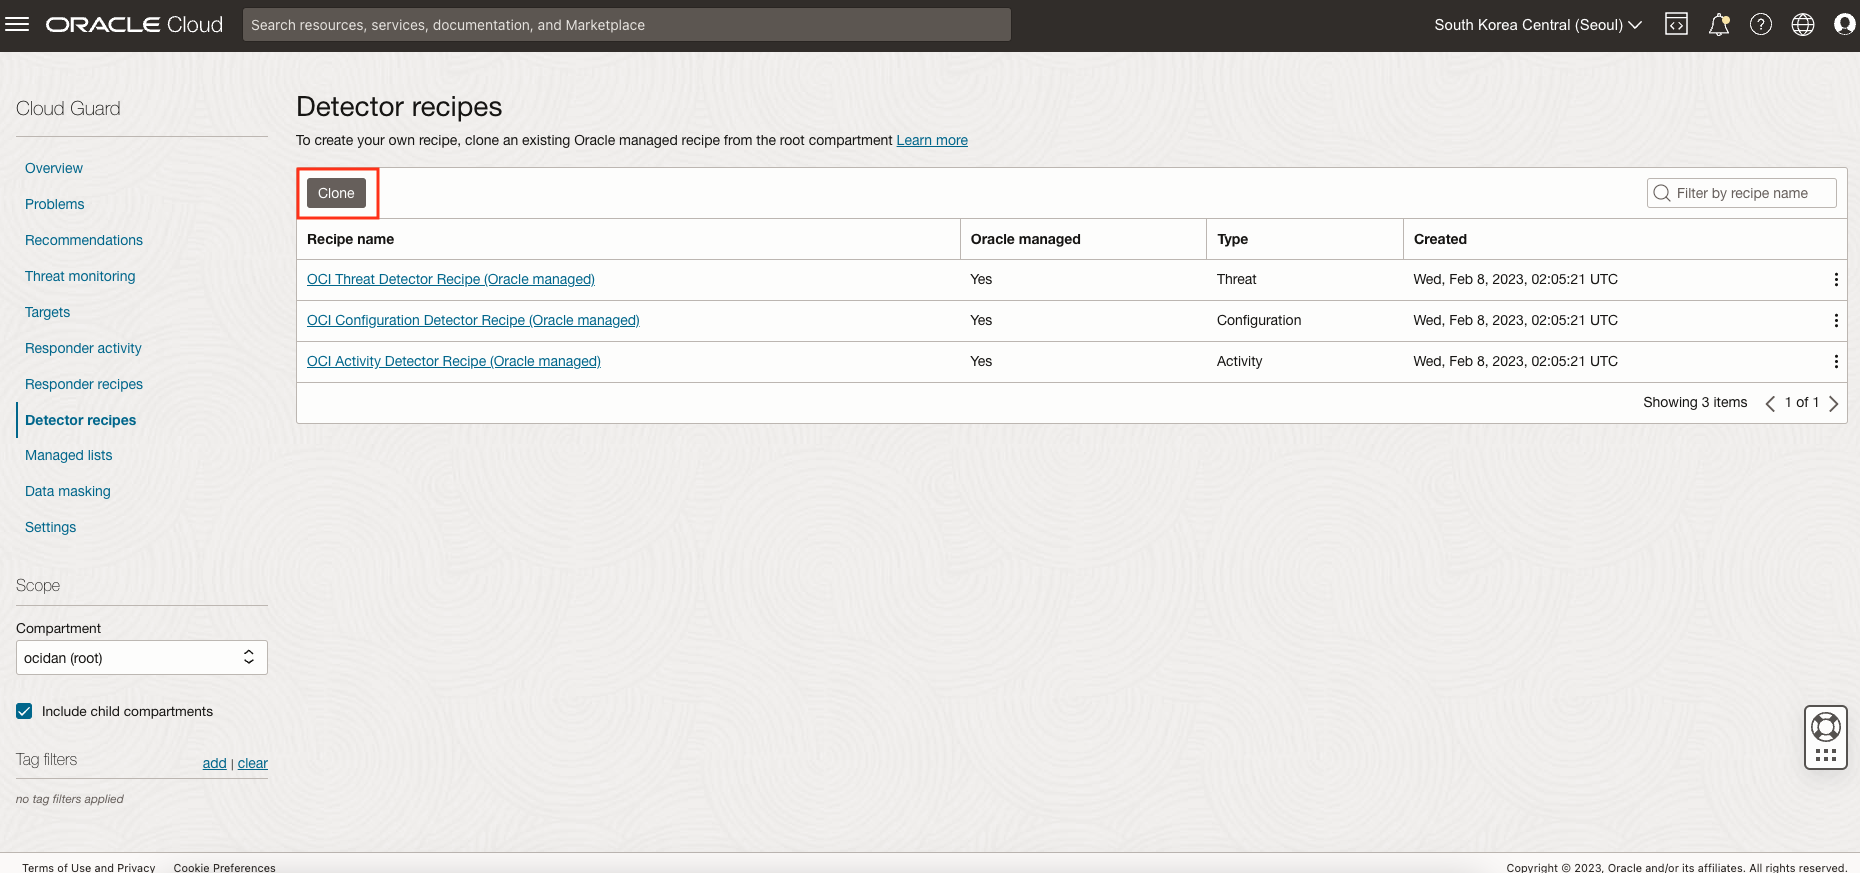 ORACLE Cloud
Search resources, services, documentation, and Marketplace
South Korea Central (Seoul)
Cloud Guard
Overview
Problems
Recommendations
Threat monitoring
Targets
Responder activity
Responder recipes
Detector recipes
Managed lists
Data masking
Settings
Scope
Compartment
ocidan (root)
Include child compartments
Tag filters add | clear
no tag filters applied
Detector recipes
To create your own recipe, clone an existing Oracle managed recipe from the root compartment Learn more
Clone
Filter by recipe name
Recipe name Oracle managed Type Created
OCI Threat Detector Recipe (Oracle managed) Yes Threat Wed, Feb 8, 2023, 02:05:21 UTC
OCI Configuration Detector Recipe (Oracle managed) Yes Configuration Wed, Feb 8, 2023, 02:05:21 UTC
OCI Activity Detector Recipe (Oracle managed) Yes Activity Wed, Feb 8, 2023, 02:05:21 UTC
Showing 3 items 1 of 1
Terms of Use and Privacy Cookie Preferences
Copyright © 2023, Oracle and/or its affiliates. All rights reserved.